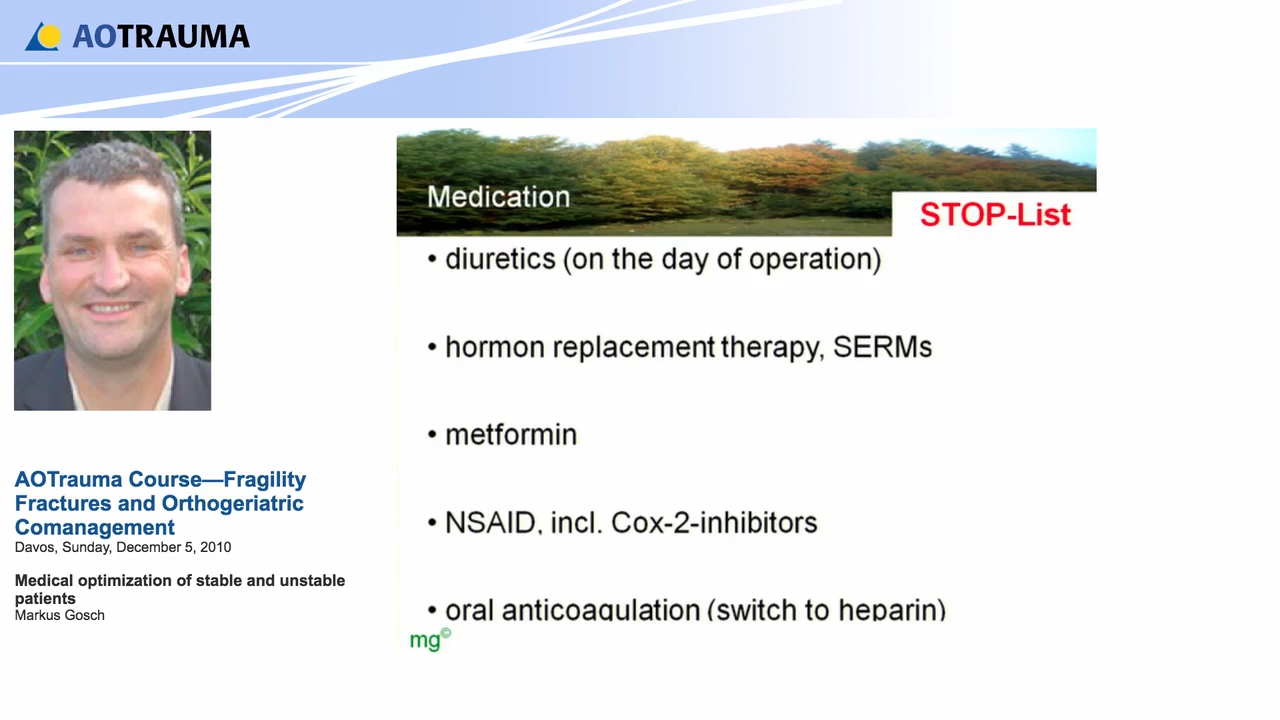 AOTRAUMA
AOTrauma Course—Fragility
Fractures and Orthogeriatric
Comanagement
Davos, Sunday, December 5, 2010
Medical optimization of stable and unstable
patients
Markus Gosch
Medication
STOP-List
• diuretics (on the day of operation)
• hormon replacement therapy, SERMs
• metformin
• NSAID, incl. Cox-2-inhibitors
• oral anticoagulation (switch to heparin)
mg©